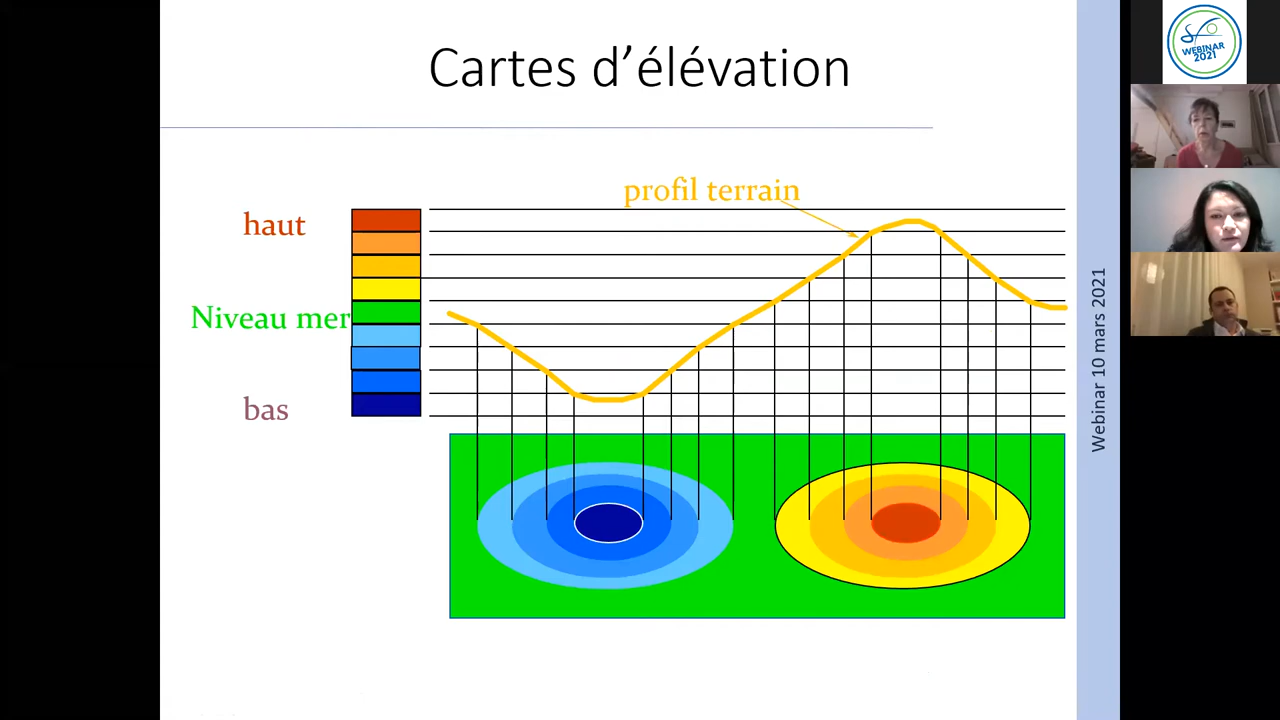 Cartes d’élévation
profil terrain
haut
Niveau mer
bas
Webinar 10 mars 2021
WEBINAR
2021